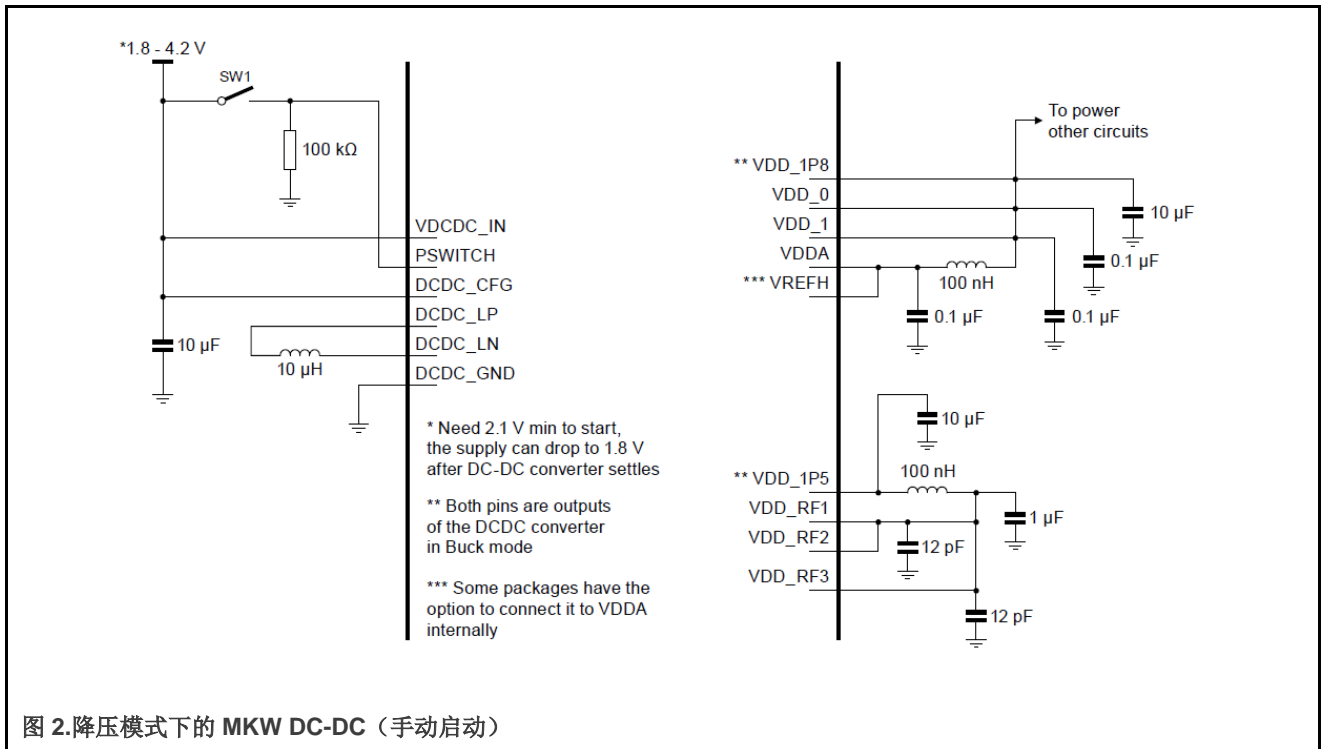 *1.8 - 4.2 V
SW1
100 kΩ
VDCDC_IN
PSWITCH
DCDC_CFG
DCDC_LP
DCDC_LN
DCDC_GND
10 µF
10 µH
* Need 2.1 V min to start,
the supply can drop to 1.8 V
after DC-DC converter settles
** Both pins are outputs
of the DCDC converter
in Buck mode
*** Some packages have the
option to connect it to VDDA
internally
To power
other circuits
** VDD_1P8
VDD_0
VDD_1
VDDA
*** VREFH
10 µF
0.1 µF
100 nH
0.1 µF
0.1 µF
10 µF
100 nH
** VDD_1P5
VDD_RF1
VDD_RF2
VDD_RF3
1 µF
12 pF
12 pF
图 2.降压模式下的 MKW DC-DC（手动启动）